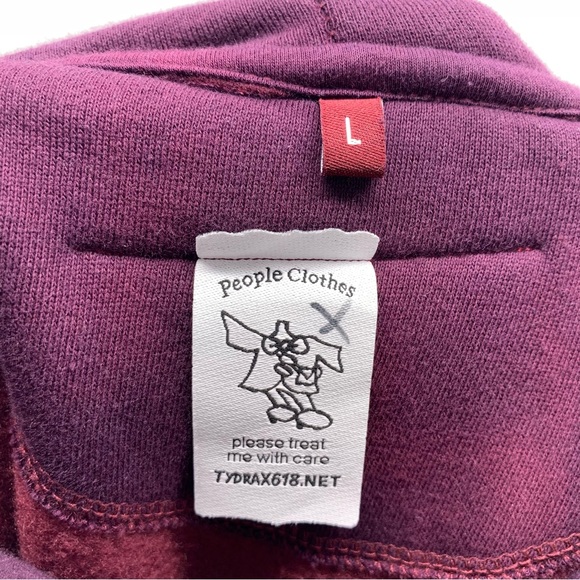 L
People Clothes
X
please treat
me with care
TYDRAX618.NET